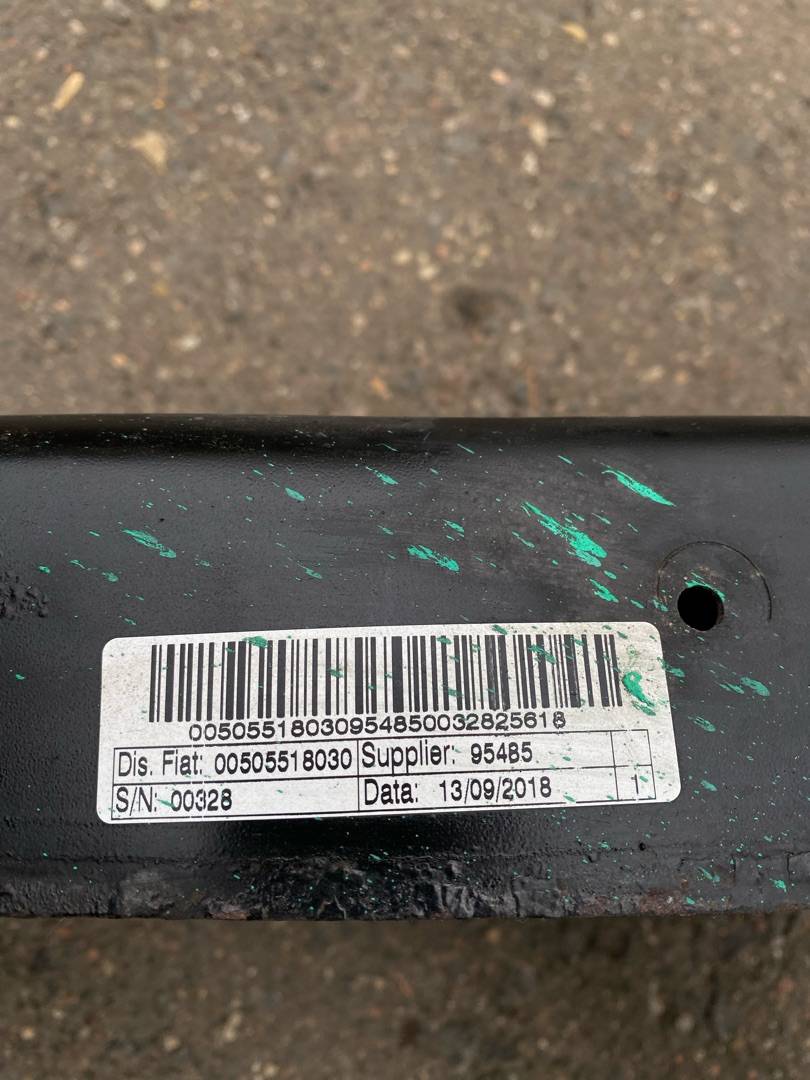 00505518030954850032825618
Dis. Fiat: 00505518030 Supplier: 95485
S/N: 00328 Data: 13/09/2018 1